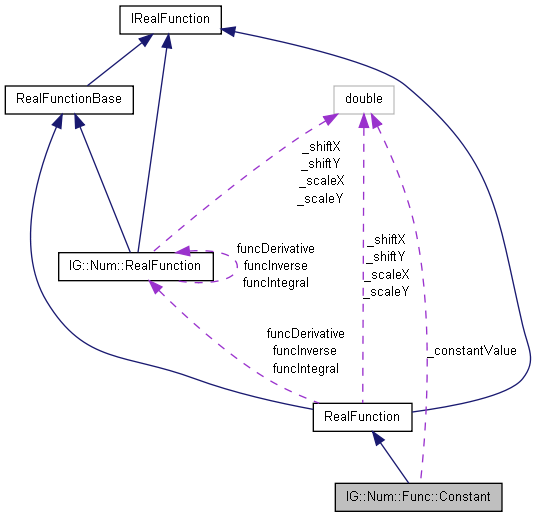 IRealFunction
RealFunctionBase
double
_shiftX
_shiftY
_scaleX
_scaleY
IG::Num::RealFunction
funcDerivative
funcInverse
funcIntegral
_shiftX
_shiftY
_scaleX
_scaleY
funcDerivative
funcInverse
funcIntegral
_constantValue
RealFunction
IG::Num::Func::Constant